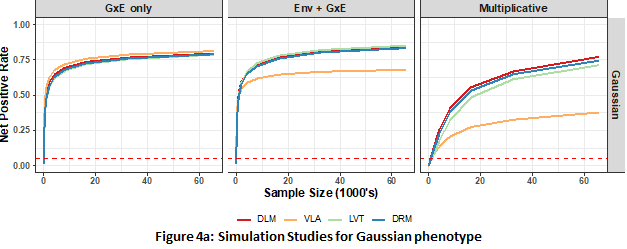 GxE only
Env + GxE
Multiplicative
Net Positive Rate
1.00
0.75
0.50
0.25
0.00
Gaussian
0 20 40 60
0 20 40 60
0 20 40 60
Sample Size (1000's)
DLM VLA LVT DRM
Figure 4a: Simulation Studies for Gaussian phenotype